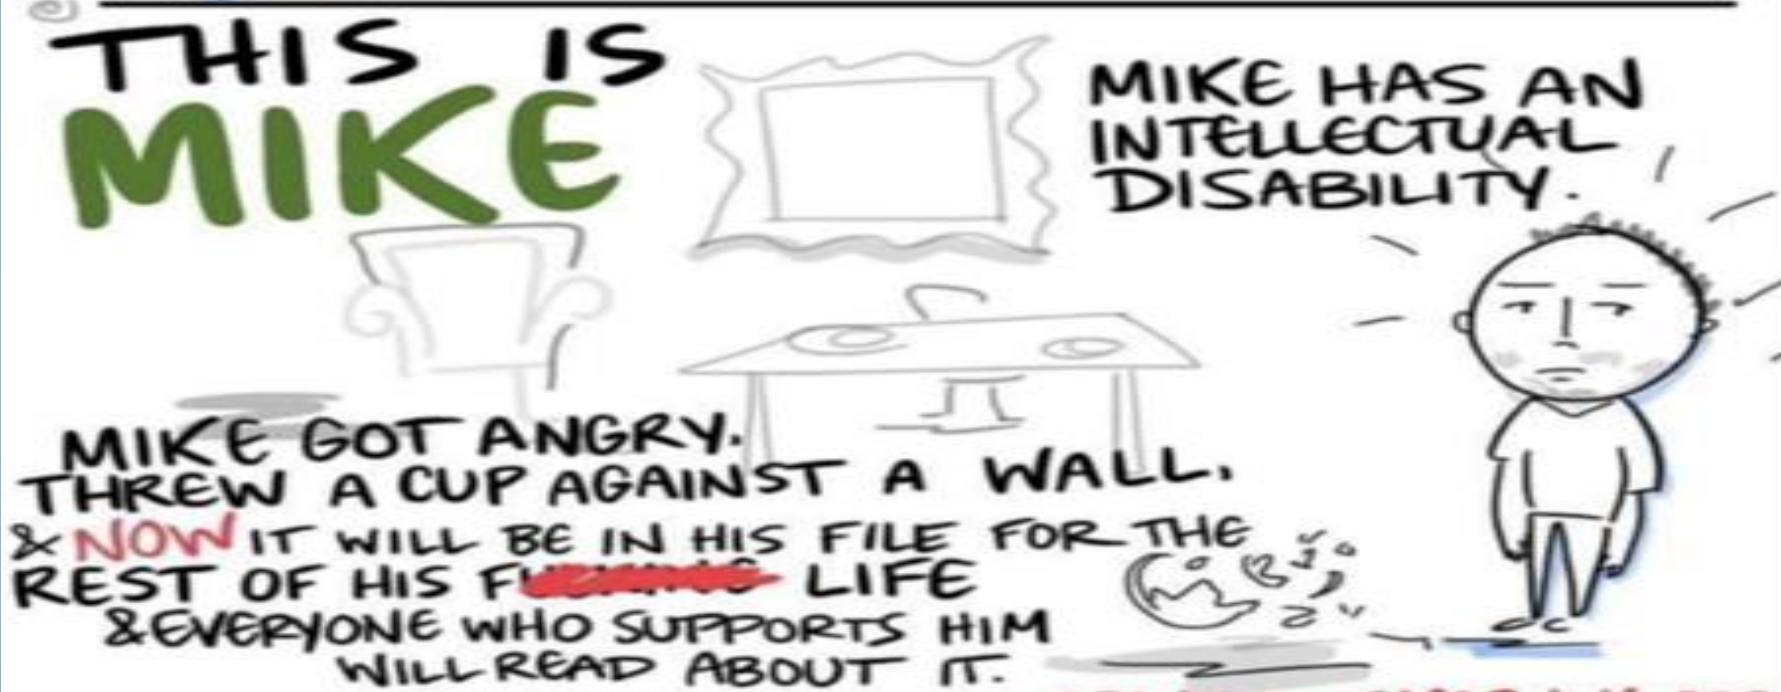 THIS IS
MIKE
MIKE HAS AN
INTELLECTUAL
DISABILITY.
MIKE GOT ANGRY.
THREW A CUP AGAINST A WALL.
& NOW IT WILL BE IN HIS FILE FOR THE
REST OF HIS LIFE
& EVERYONE WHO SUPPORTS HIM
WILL READ ABOUT IT.